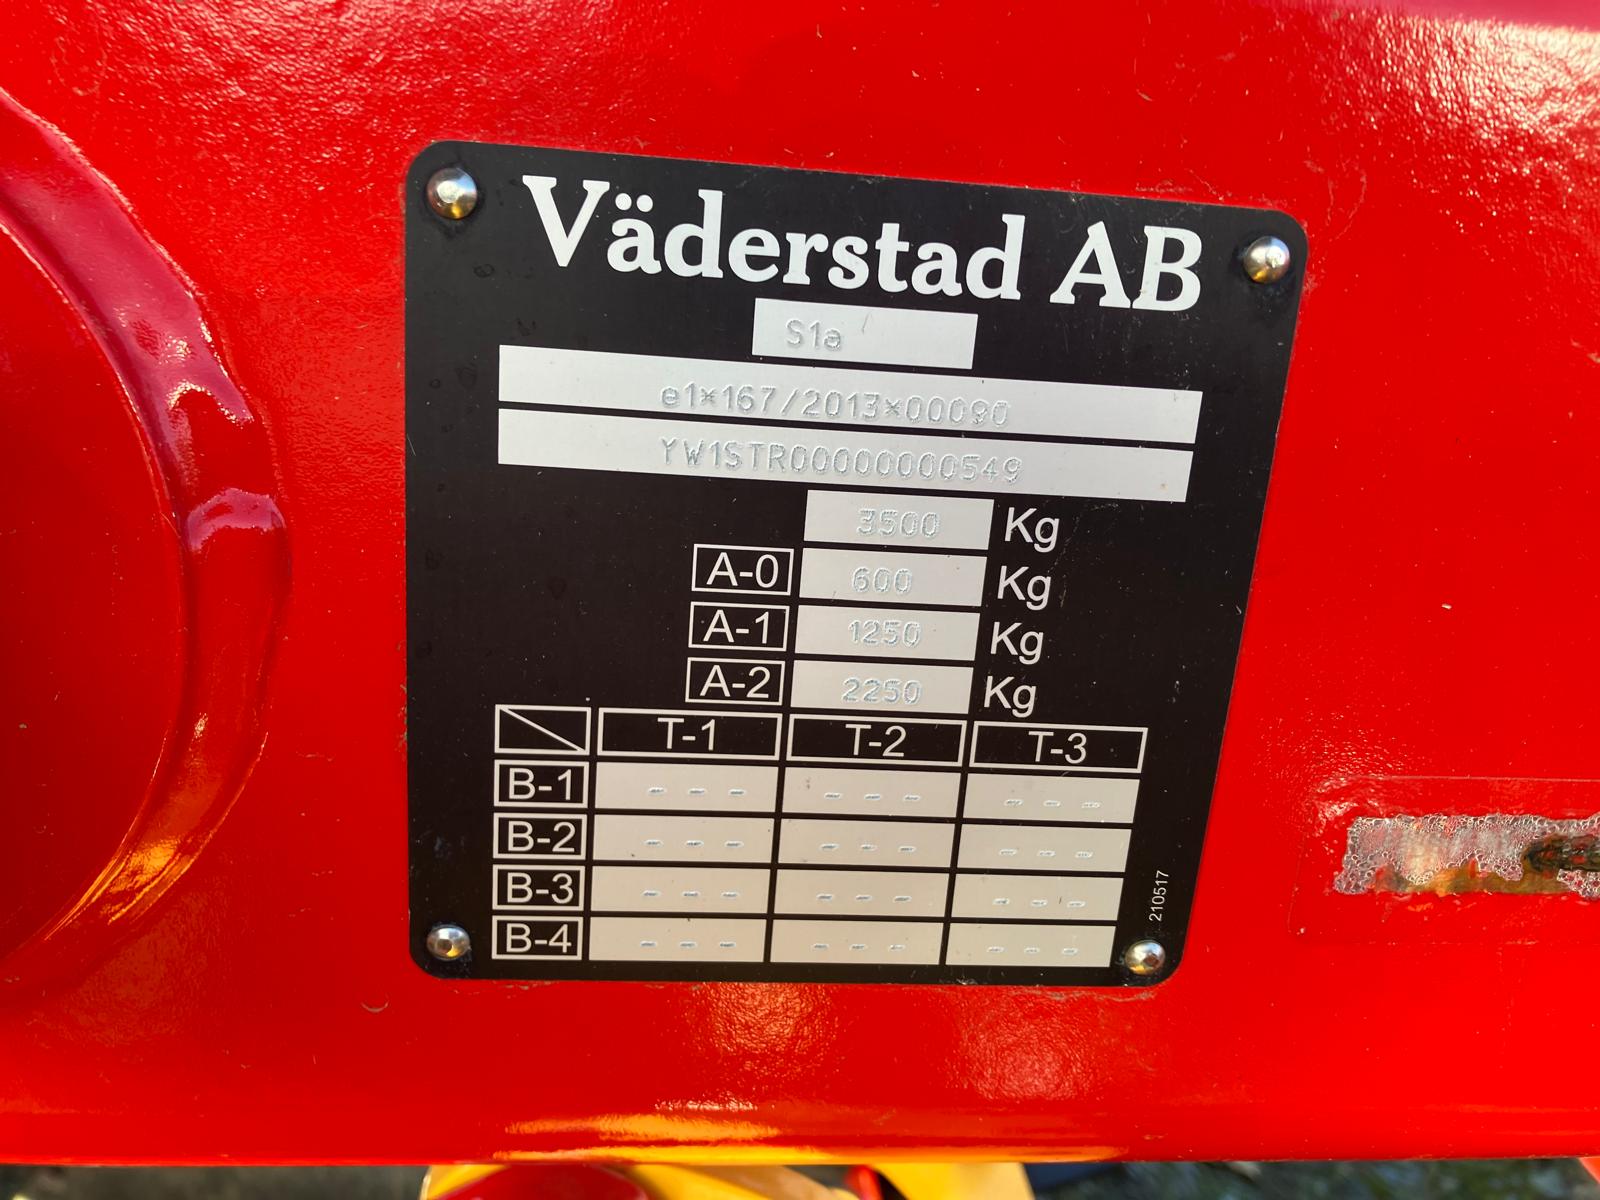 Väderstad AB
S1a
e1*167/2013*00090
YW1STR00000000549
3500 Kg
A-0 600 Kg
A-1 1250 Kg
A-2 2250 Kg
T-1 T-2 T-3
B-1 - - - - - - - - -
B-2 - - - - - - - - -
B-3 - - - - - - - - -
B-4 - - - - - - - - -
210517